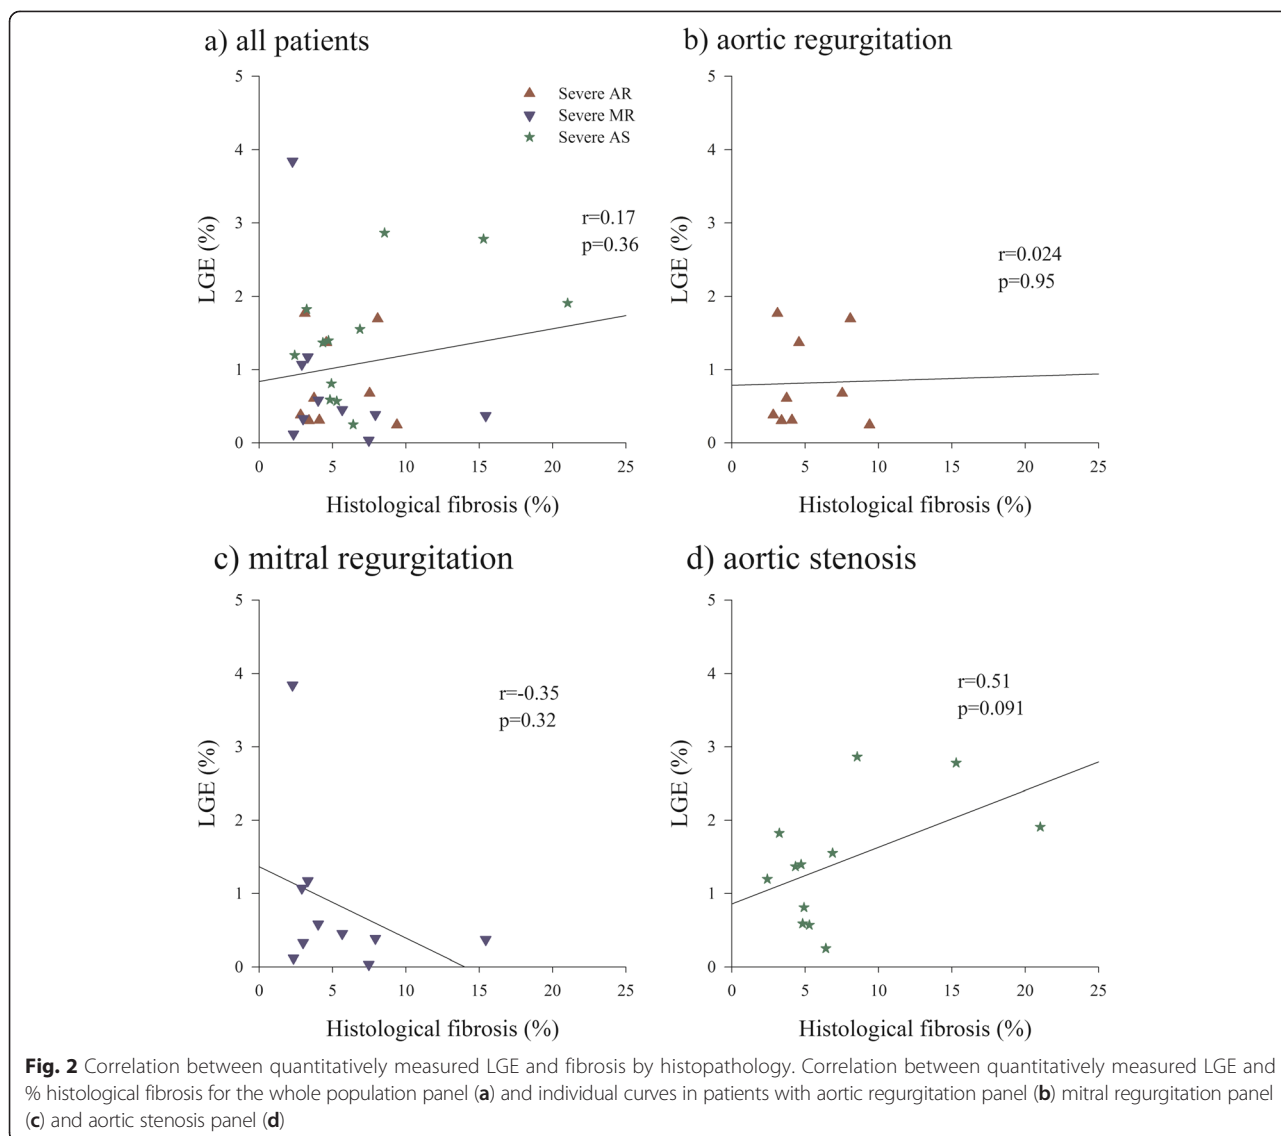 a) all patients
5
4
3
2
1
0
LGE (%)
Severe AR
Severe MR
Severe AS
r=0.17
p=0.36
0 5 10 15 20 25
Histological fibrosis (%)
b) aortic regurgitation
5
4
3
2
1
0
LGE (%)
r=0.024
p=0.95
0 5 10 15 20 25
Histological fibrosis (%)
c) mitral regurgitation
5
4
3
2
1
0
LGE (%)
r=-0.35
p=0.32
0 5 10 15 20 25
Histological fibrosis (%)
d) aortic stenosis
5
4
3
2
1
0
LGE (%)
r=0.51
p=0.091
0 5 10 15 20 25
Histological fibrosis (%)
Fig. 2 Correlation between quantitatively measured LGE and fibrosis by histopathology. Correlation between quantitatively measured LGE and
% histological fibrosis for the whole population panel (a) and individual curves in patients with aortic regurgitation panel (b) mitral regurgitation panel
(c) and aortic stenosis panel (d)